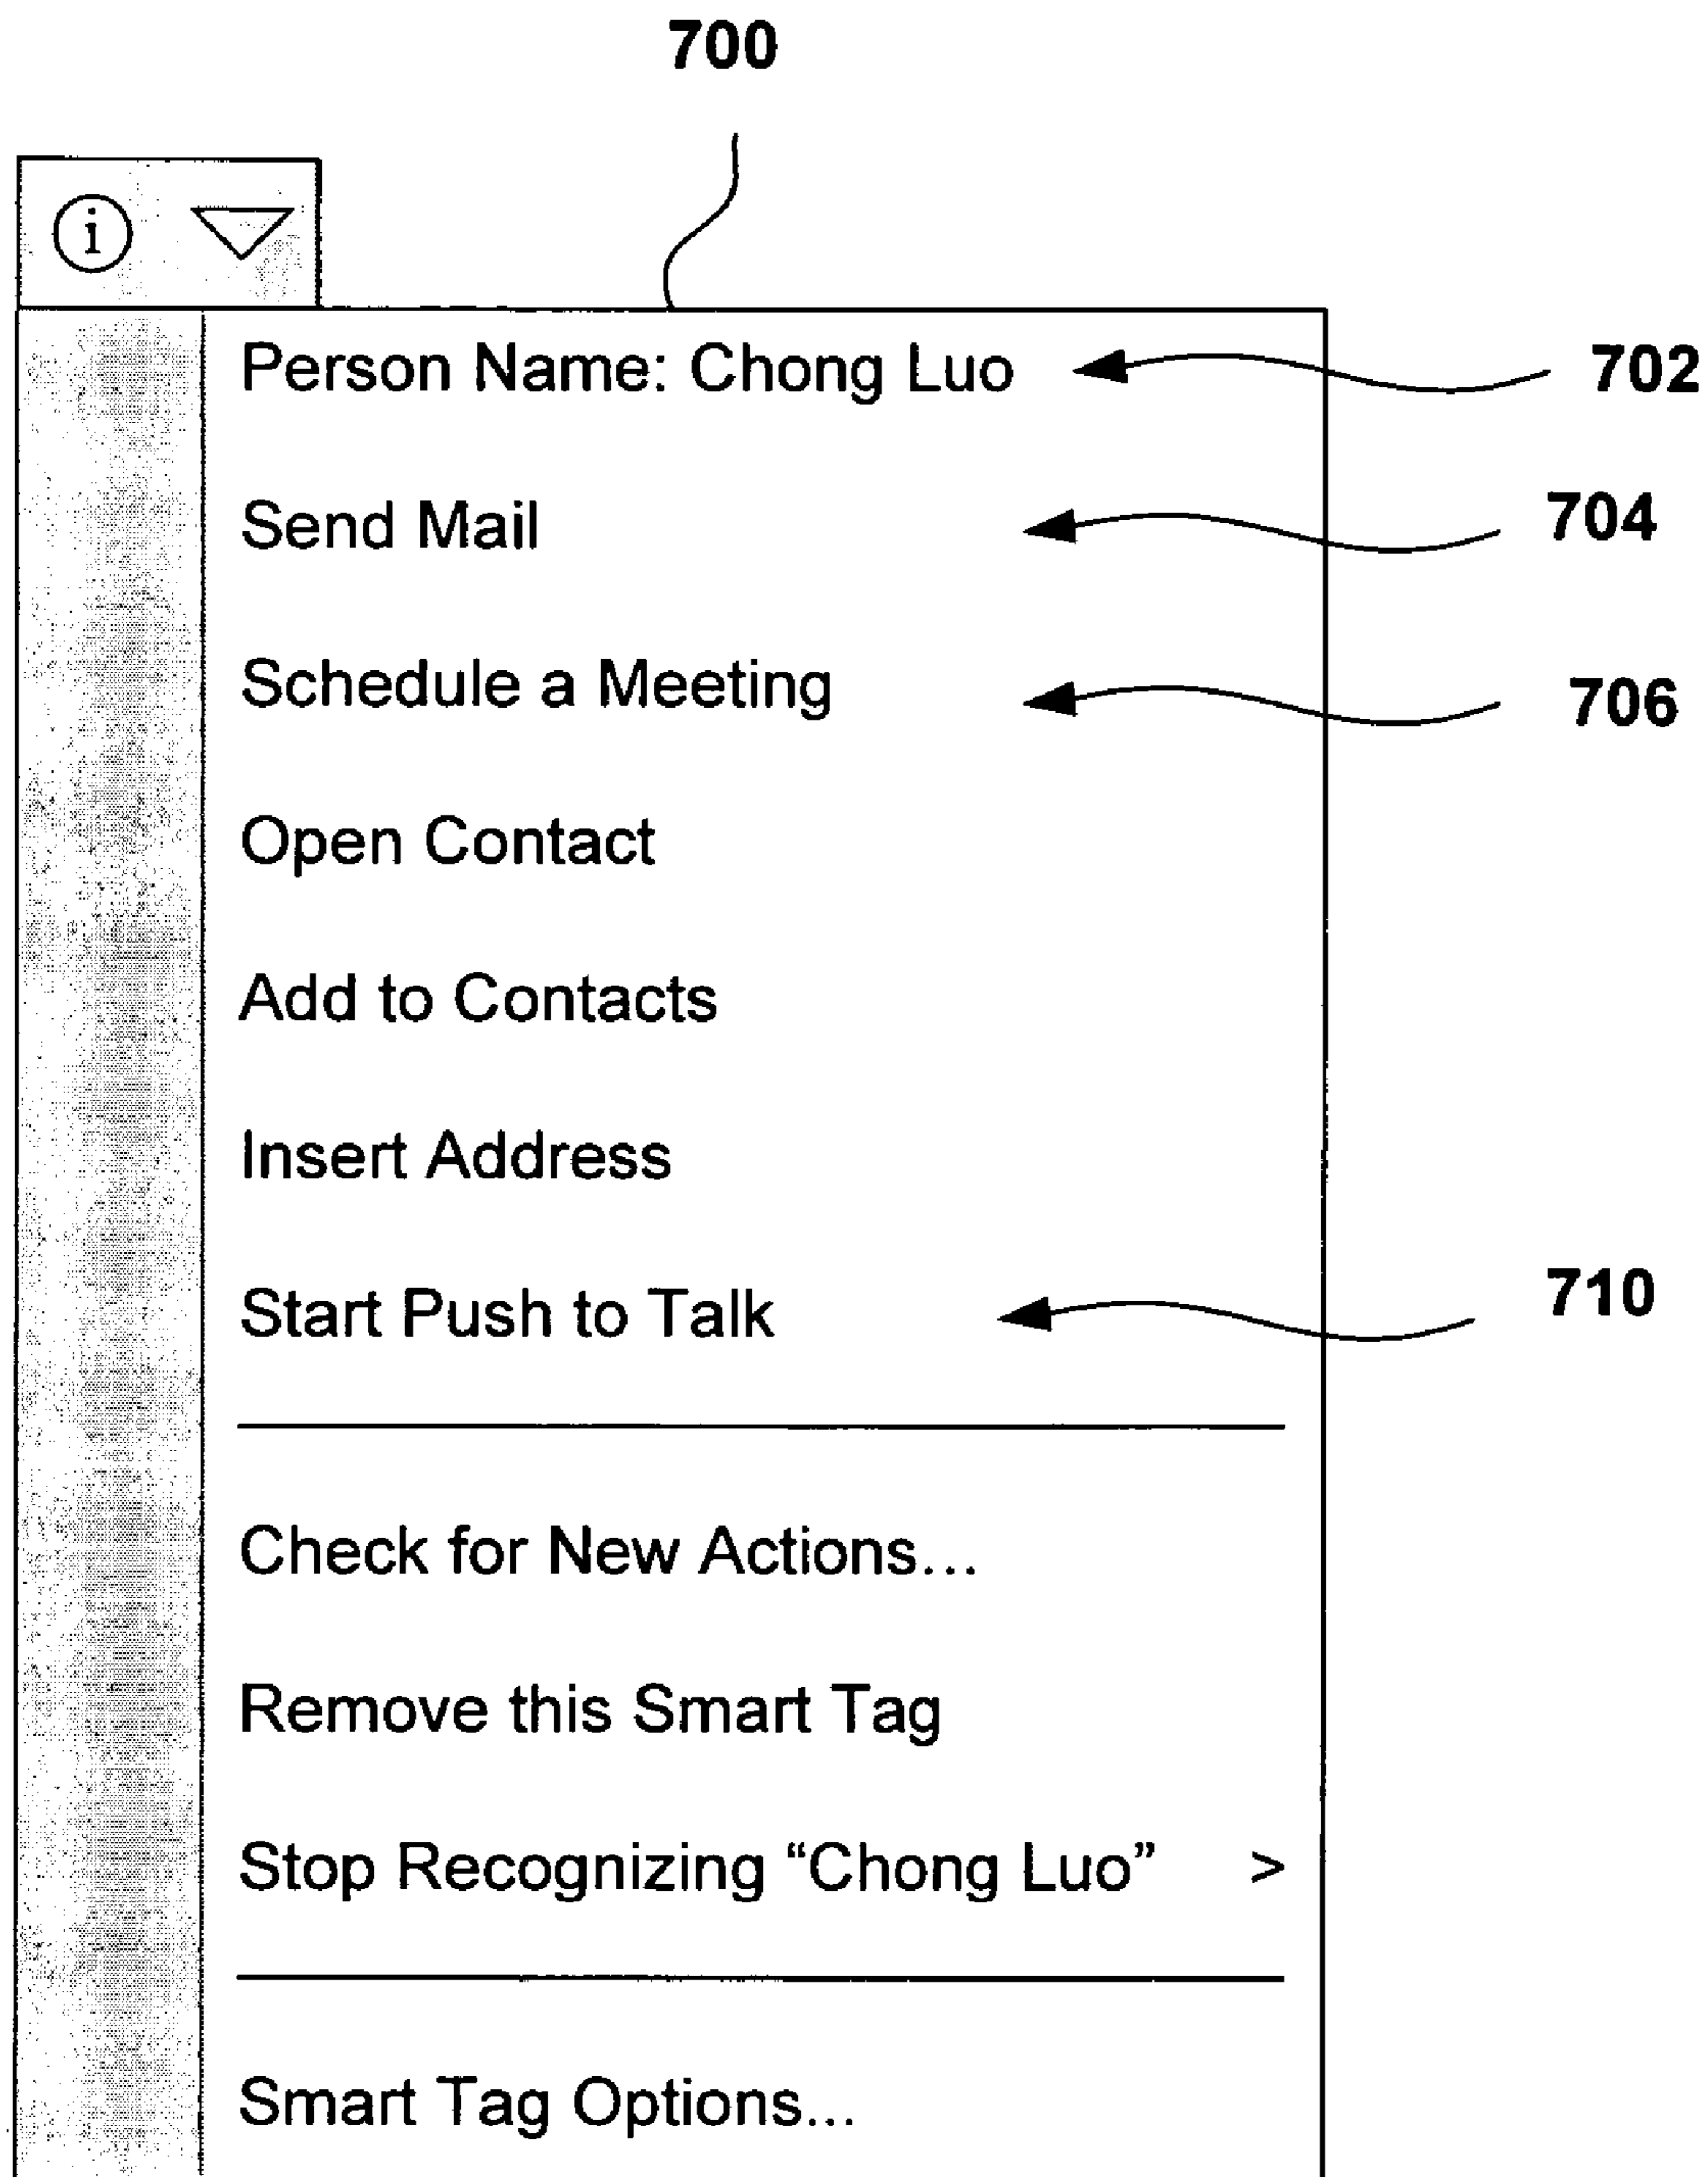 700
i
Person Name: Chong Luo 702
Send Mail 704
Schedule a Meeting 706
Open Contact
Add to Contacts
Insert Address
Start Push to Talk 710
Check for New Actions...
Remove this Smart Tag
Stop Recognizing “Chong Luo” >
Smart Tag Options...